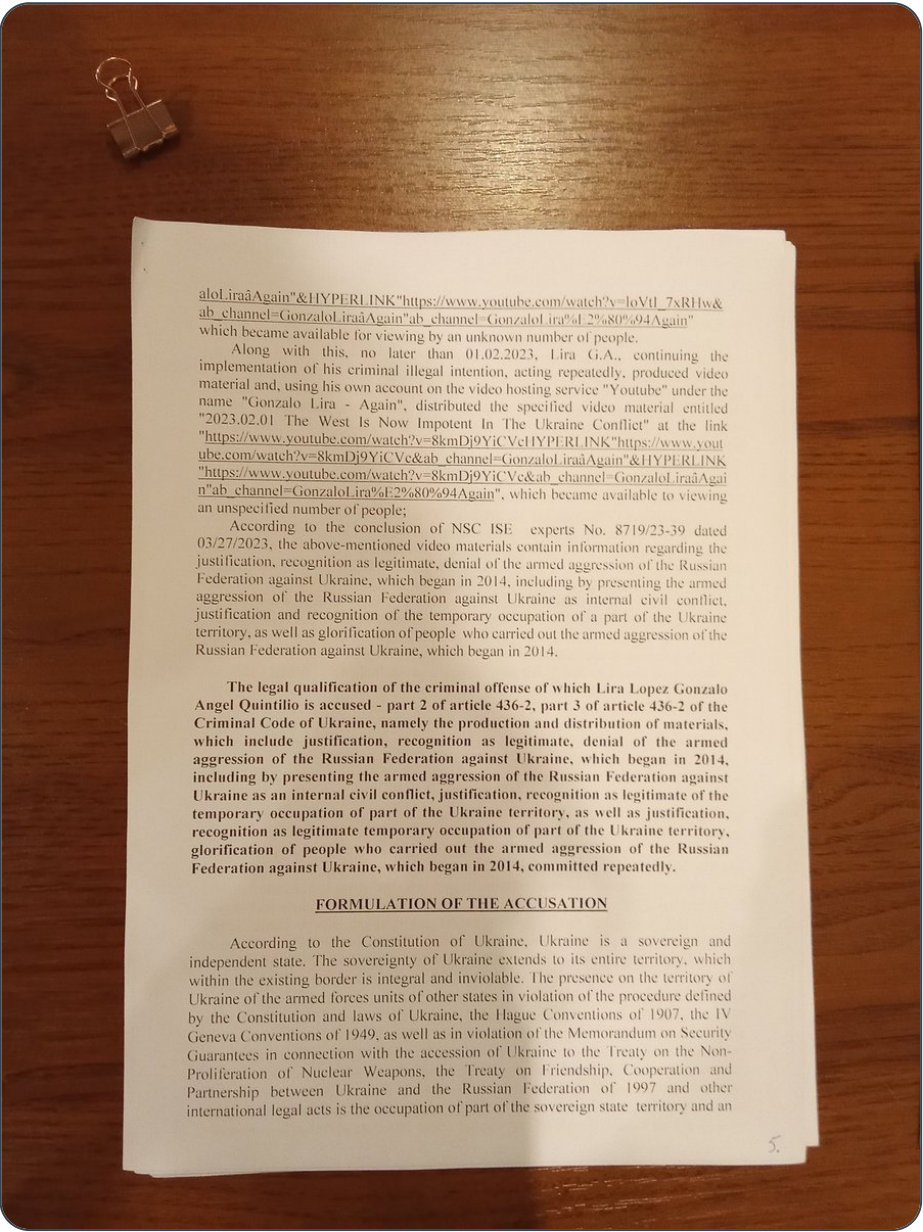 aloLiraâAgain"&HYPERLINK"https://www.youtube.com/watch?v=loVtI_7xRHw&
ab_channel=GonzaloLiraâAgain"ab_channel=GonzaloLira%E2%80%94Again"
which became available for viewing by an unknown number of people.
Along with this, no later than 01.02.2023, Lira G.A., continuing the
implementation of his criminal illegal intention, acting repeatedly, produced video
material and, using his own account on the video hosting service "Youtube" under the
name "Gonzalo Lira - Again", distributed the specified video material entitled
"2023.02.01 The West Is Now Impotent In The Ukraine Conflict" at the link
"https://www.youtube.com/watch?v=8kmDj9YiCVcHYPERLINK"https://www.yout
ube.com/watch?v=8kmDj9YiCVc&ab_channel=GonzaloLiraâAgain"&HYPERLINK
"https://www.youtube.com/watch?v=8kmDj9YiCVc&ab_channel=GonzaloLiraâAgai
n"ab_channel=GonzaloLira%E2%80%94Again", which became available to viewing
an unspecified number of people;
According to the conclusion of NSC ISE experts No. 8719/23-39 dated
03/27/2023, the above-mentioned video materials contain information regarding the
justification, recognition as legitimate, denial of the armed aggression of the Russian
Federation against Ukraine, which began in 2014, including by presenting the armed
aggression of the Russian Federation against Ukraine as internal civil conflict,
justification and recognition of the temporary occupation of a part of the Ukraine
territory, as well as glorification of people who carried out the armed aggression of the
Russian Federation against Ukraine, which began in 2014.
The legal qualification of the criminal offense of which Lira Lopez Gonzalo
Angel Quintilio is accused - part 2 of article 436-2, part 3 of article 436-2 of the
Criminal Code of Ukraine, namely the production and distribution of materials,
which include justification, recognition as legitimate, denial of the armed
aggression of the Russian Federation against Ukraine, which began in 2014,
including by presenting the armed aggression of the Russian Federation against
Ukraine as an internal civil conflict, justification, recognition as legitimate of the
temporary occupation of part of the Ukraine territory, as well as justification,
recognition as legitimate temporary occupation of part of the Ukraine territory,
glorification of people who carried out the armed aggression of the Russian
Federation against Ukraine, which began in 2014, committed repeatedly.
FORMULATION OF THE ACCUSATION
According to the Constitution of Ukraine, Ukraine is a sovereign and
independent state. The sovereignty of Ukraine extends to its entire territory, which
within the existing border is integral and inviolable. The presence on the territory of
Ukraine of the armed forces units of other states in violation of the procedure defined
by the Constitution and laws of Ukraine, the Hague Conventions of 1907, the IV
Geneva Conventions of 1949, as well as in violation of the Memorandum on Security
Guarantees in connection with the accession of Ukraine to the Treaty on the Non-
Proliferation of Nuclear Weapons, the Treaty on Friendship, Cooperation and
Partnership between Ukraine and the Russian Federation of 1997 and other
international legal acts is the occupation of part of the sovereign state territory and an
5.